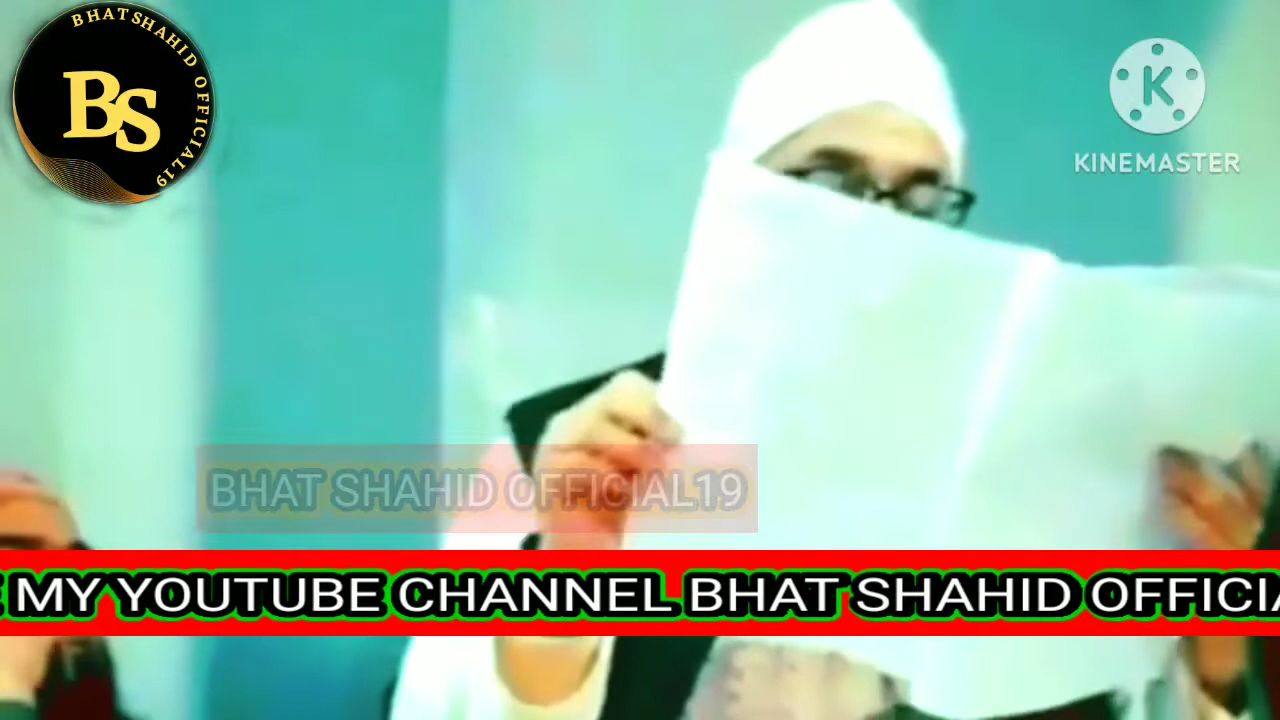 BHAT SHAHID OFFICIAL19
BS
K
KINEMASTER
BHAT SHAHID OFFICIAL19
MY YOUTUBE CHANNEL BHAT SHAHID